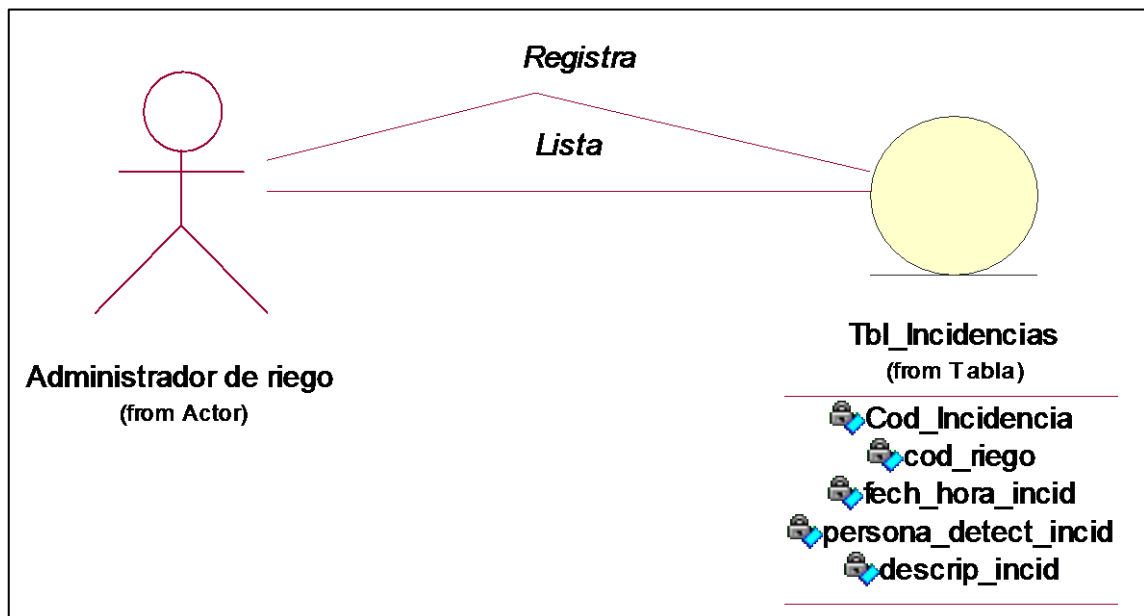 Registra
Lista
Administrador de riego
(from Actor)
Tbl_Incidencias
(from Tabla)
Cod_Incidencia
cod_riego
fech_hora_incid
persona_detect_incid
descrip_incid